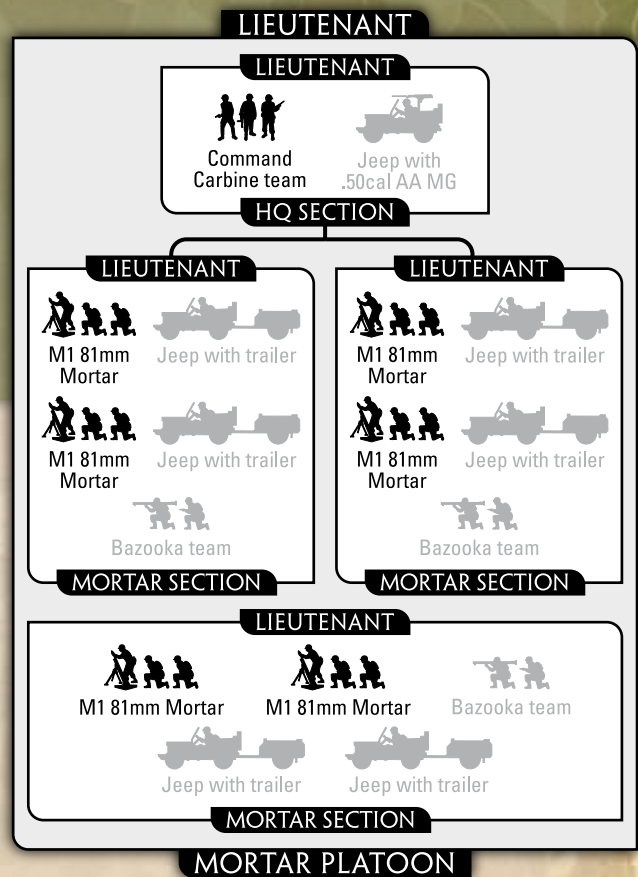 LIEUTENANT
LIEUTENANT
Command
Carbine team
Jeep with
.50cal AA MG
HQ SECTION
LIEUTENANT
M1 81mm
Mortar
Jeep with trailer
M1 81mm
Mortar
Jeep with trailer
Bazooka team
MORTAR SECTION
LIEUTENANT
M1 81mm
Mortar
Jeep with trailer
M1 81mm
Mortar
Jeep with trailer
Bazooka team
MORTAR SECTION
LIEUTENANT
M1 81mm Mortar
M1 81mm Mortar
Bazooka team
Jeep with trailer
Jeep with trailer
MORTAR SECTION
MORTAR PLATOON